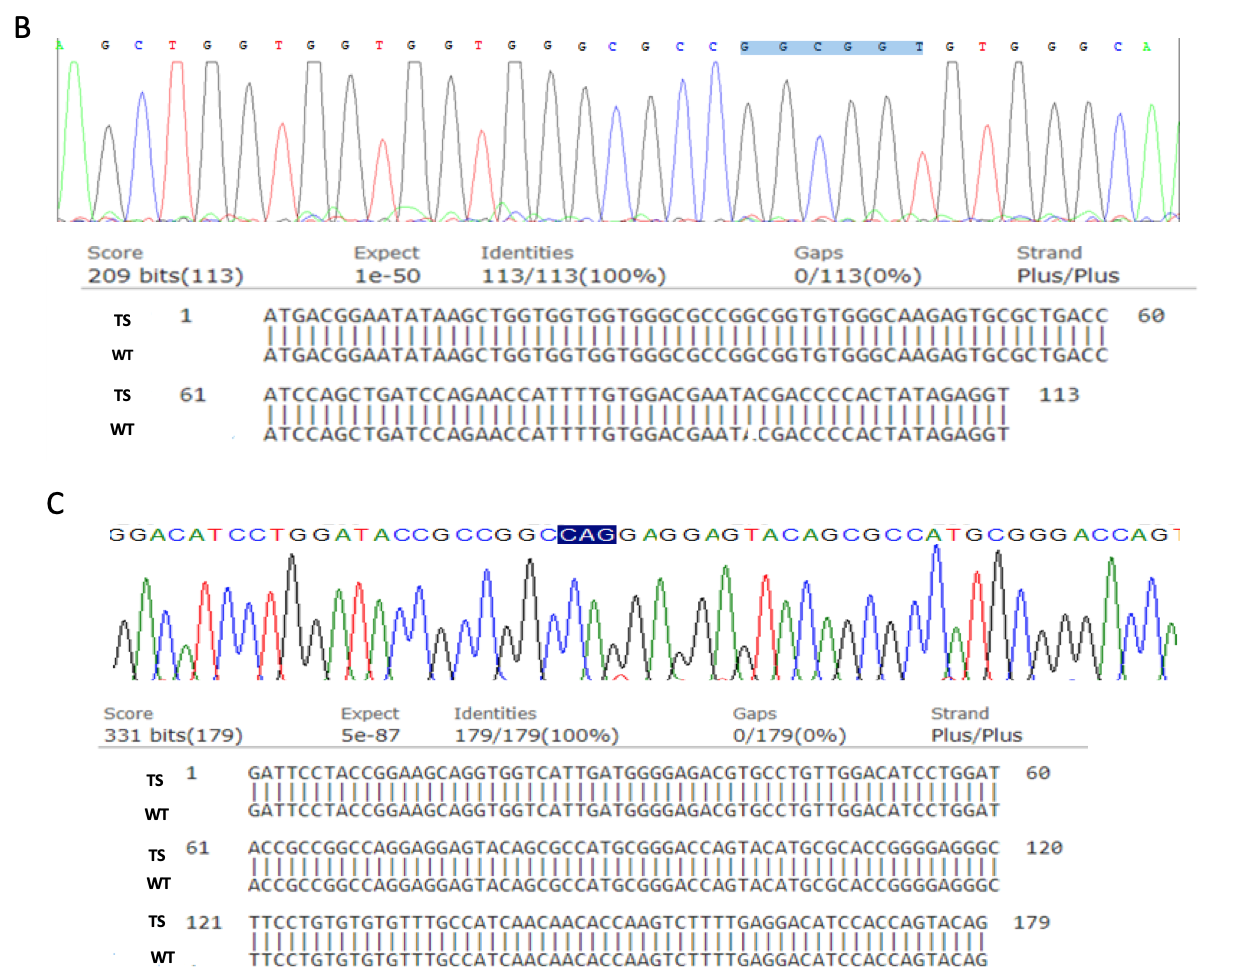 B
A G C T G G T G G T G G T G G G C G C C G G C G G T G T G G G C A
Score Expect Identities Gaps Strand
209 bits(113) 1e-50 113/113(100%) 0/113(0%) Plus/Plus
TS 1 ATGACGGAATATAAGCTGGTGGTGGTGGGCGCCGGCGGTGTGGGCAAGAGTGCGCTGACC 60
WT ATGACGGAATATAAGCTGGTGGTGGTGGGCGCCGGCGGTGTGGGCAAGAGTGCGCTGACC
TS 61 ATCCAGCTGATCCAGAACCATTTTGTGGACGAATACGACCCCACTATAGAGGT 113
WT ATCCAGCTGATCCAGAACCATTTTGTGGACGAATACGACCCCACTATAGAGGT
C
GGACATCCTGGATACCGCCGGCCAGGAGGAGTACAGCGCCATGCGGGACCAGT
Score Expect Identities Gaps Strand
331 bits(179) 5e-87 179/179(100%) 0/179(0%) Plus/Plus
TS 1 GATTCCTACCGGAAGCAGGTGGTCATTGATGGGGAGACGTGCCTGTTGGACATCCTGGAT 60
WT GATTCCTACCGGAAGCAGGTGGTCATTGATGGGGAGACGTGCCTGTTGGACATCCTGGAT
TS 61 ACCGCCGGCCAGGAGGAGTACAGCGCCATGCGGGACCAGTACATGCGCACCGGGGAGGGC 120
WT ACCGCCGGCCAGGAGGAGTACAGCGCCATGCGGGACCAGTACATGCGCACCGGGGAGGGC
TS 121 TTCCTGTGTGTGTTTGCCATCAACAACACCAAGTCTTTTGAGGACATCCACCAGTACAG 179
WT TTCCTGTGTGTGTTTGCCATCAACAACACCAAGTCTTTTGAGGACATCCACCAGTACAG